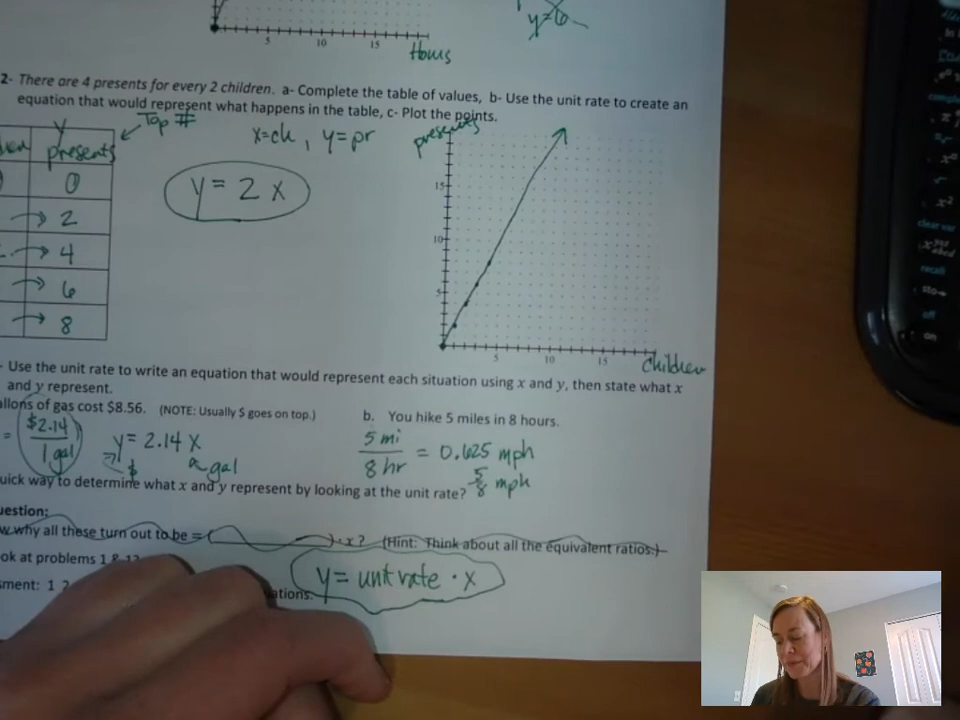 5 10 15
Hours
y=6
2- There are 4 presents for every 2 children. a- Complete the table of values, b- Use the unit rate to create an
equation that would represent what happens in the table, c- Plot the points.
y
Top #
presents
x=ch, y=pr
0
2
4
6
8
y = 2x
presents
15
10
5
5 10 15
children
Use the unit rate to write an equation that would represent each situation using x and y, then state what x
and y represent.
gas cost $8.56. (NOTE: Usually $ goes on top.)
= $2.14
1 gal
y = 2.14 x
$
gal
b. You hike 5 miles in 8 hours.
5 mi
8 hr
= 0.625 mph
5
8 mph
way to determine what x and y represent by looking at the unit rate?
why all these turn out to be = ( ) · x? (Hint: Think about all the equivalent ratios.)
at problems 1 &
y = unit rate · x